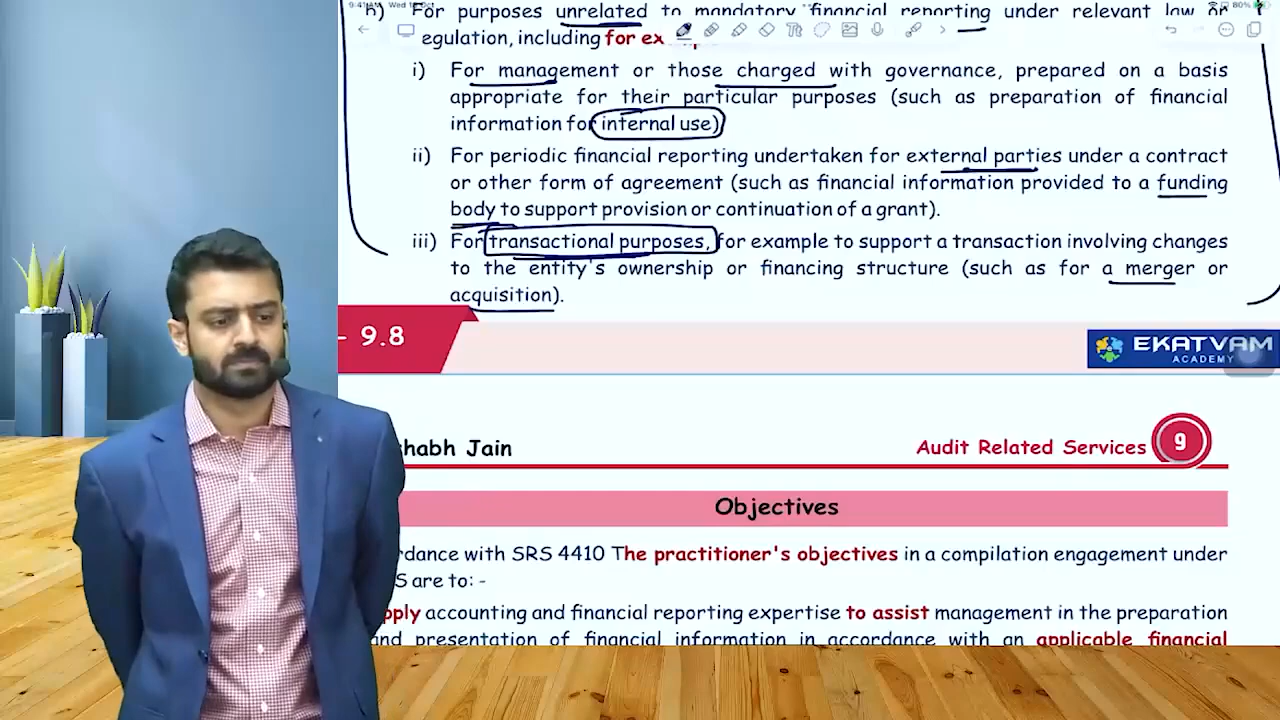 9:41 AM Wed
80%
b) For purposes unrelated to mandatory financial reporting under relevant law or
egulation, including for ex
i) For management or those charged with governance, prepared on a basis
appropriate for their particular purposes (such as preparation of financial
information for internal use)
ii) For periodic financial reporting undertaken for external parties under a contract
or other form of agreement (such as financial information provided to a funding
body to support provision or continuation of a grant).
iii) For transactional purposes, for example to support a transaction involving changes
to the entity's ownership or financing structure (such as for a merger or
acquisition).
- 9.8
EKATVAM
ACADEMY
habh Jain
Audit Related Services 9
Objectives
rdance with SRS 4410 The practitioner's objectives in a compilation engagement under
S are to: -
pply accounting and financial reporting expertise to assist management in the preparation
and presentation of financial information in accordance with an applicable financial